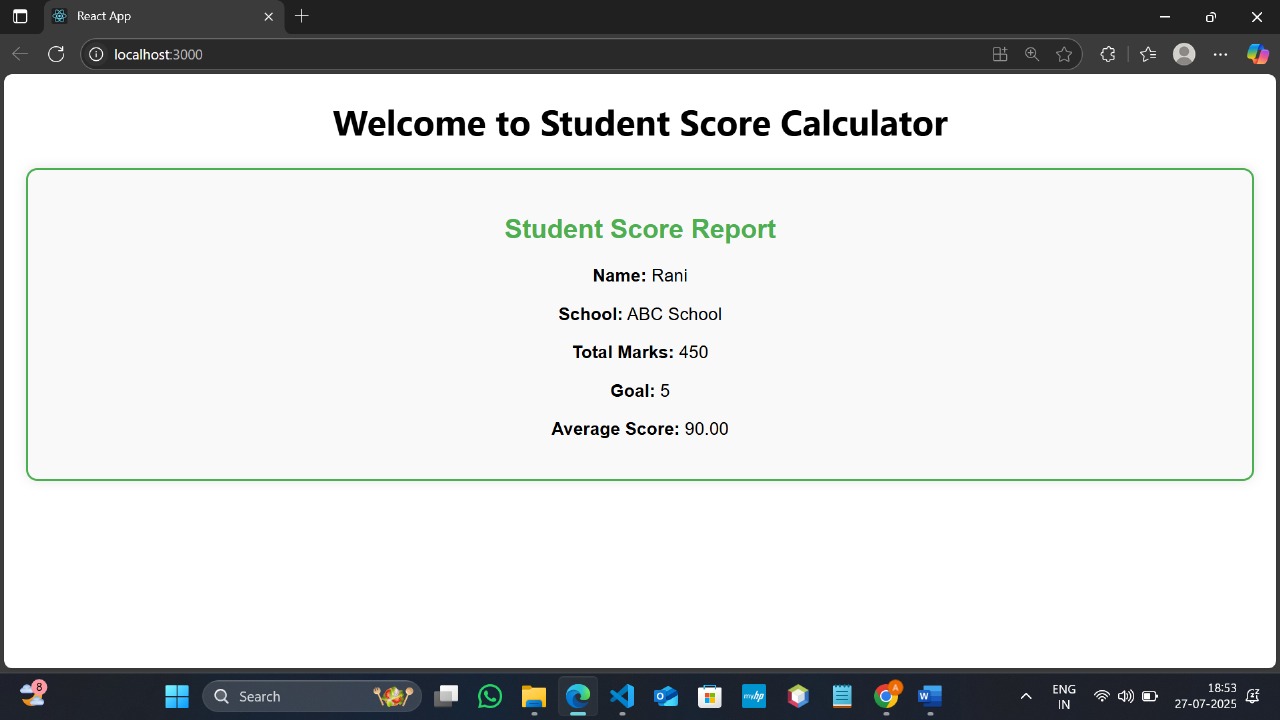 React App
localhost:3000
Welcome to Student Score Calculator
Student Score Report
Name: Rani
School: ABC School
Total Marks: 450
Goal: 5
Average Score: 90.00
8
Search
myhp
A
W
ENG
IN
18:53
27-07-2025